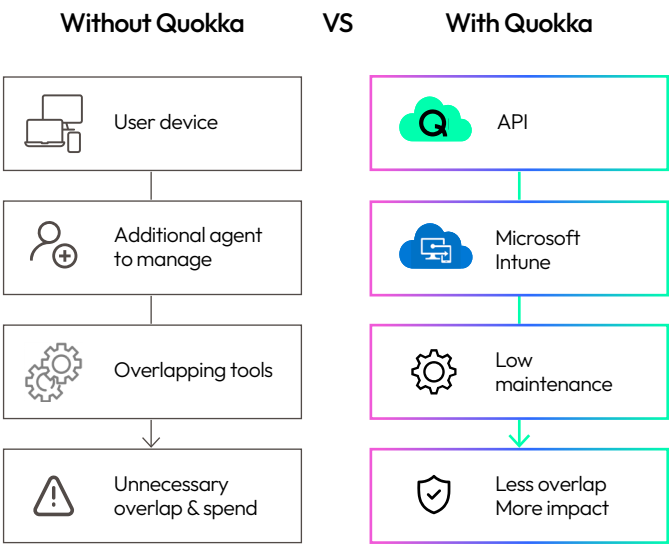 Without Quokka
VS
With Quokka
User device
Additional agent
to manage
Overlapping tools
Unnecessary
overlap & spend
Q
API
Microsoft
Intune
Low
maintenance
Less overlap
More impact